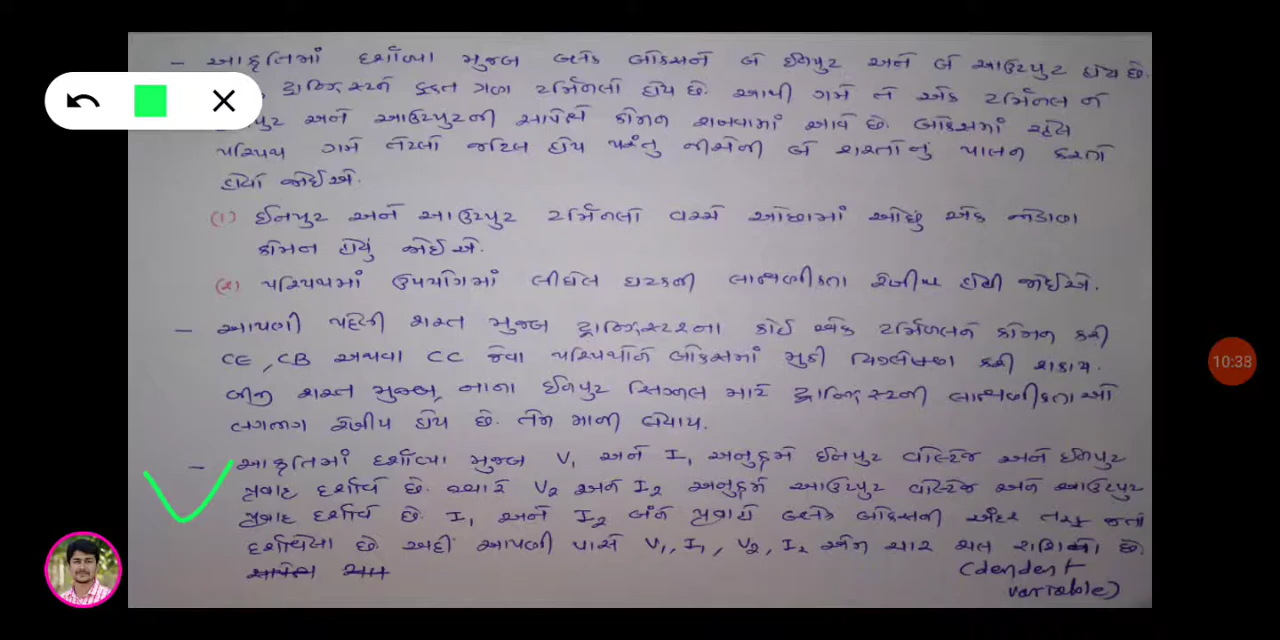 – આકૃતિમાં દર્શાવ્યા મુજબ બ્લેક બોક્સને બે ઈનપુટ અને બે આઉટપુટ હોય છે.
ટ્રાન્ઝિસ્ટરને ફક્ત ત્રણ ટર્મિનલો હોય છે. આથી ગમે તે એક ટર્મિનલ ને
અને આઉટપુટની સાપેક્ષે કોમન રાખવામાં આવે છે. બોક્સમાં રહેલ
પરિપથ ગમે તેટલો જટિલ હોય પરંતુ નીચેની બે શરતોનું પાલન કરતો
હોવો જોઈએ.
(૧) ઈનપુટ અને આઉટપુટ ટર્મિનલો વચ્ચે ઓછામાં ઓછું એક જોડાણ
કોમન હોવું જોઈએ.
(૨) પરિપથમાં ઉપયોગમાં લીધેલ ઘટકની લાક્ષણીકતા રેખીય હોવી જોઈએ.
– આપણી પહેલી શરત મુજબ ટ્રાન્ઝિસ્ટરના કોઈ એક ટર્મિનલને કોમન કરી
CE, CB અથવા CC જેવા પરિપથોને બોક્સમાં મુકી વિશ્લેષણ કરી શકાય.
બીજી શરત મુજબ, નાના ઈનપુટ સિગ્નલ માટે ટ્રાન્ઝિસ્ટરની લાક્ષણીકતાઓ
લગભગ રેખીય હોય છે. તેમ માની લેવાય.
– આકૃતિમાં દર્શાવ્યા મુજબ V₁ અને I₁ અનુક્રમે ઈનપુટ વોલ્ટેજ અને ઈનપુટ
પ્રવાહ દર્શાવે છે. જ્યારે V₂ અને I₂ અનુક્રમે આઉટપુટ વોલ્ટેજ અને આઉટપુટ
પ્રવાહ દર્શાવે છે. I₁ અને I₂ બંને પ્રવાહો બ્લેક બોક્સની અંદર તરફ જતાં
દર્શાવેલા છે. અહીં આપણી પાસે V₁, I₁, V₂, I₂ એમ ચાર ચલ રાશિઓ છે.
(dendent
variable)
10:38